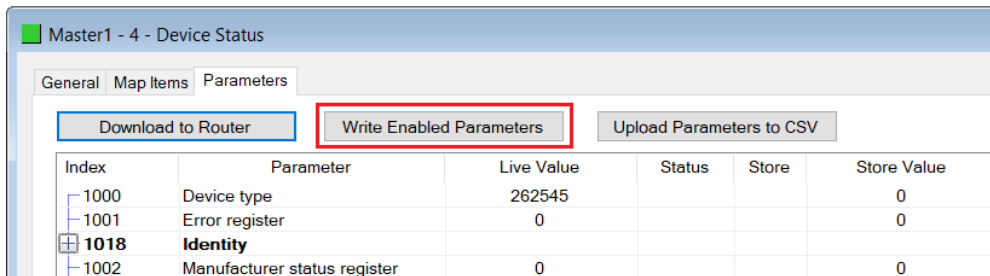 Master1 - 4 - Device Status
General Map Items Parameters
Download to Router Write Enabled Parameters Upload Parameters to CSV
Index Parameter Live Value Status Store Store Value
1000 Device type 262545 0
1001 Error register 0 0
1018 Identity
1002 Manufacturer status register 0 0